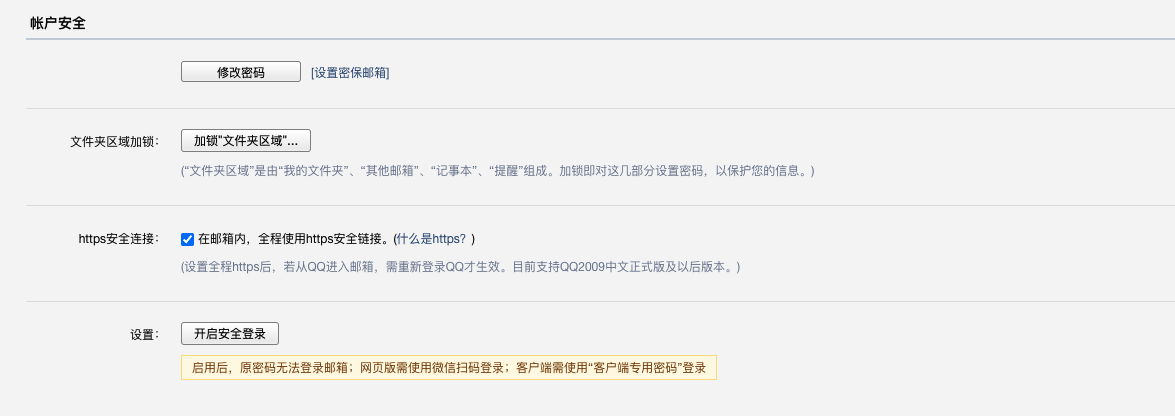 帐户安全
修改密码 [设置密保邮箱]
文件夹区域加锁： 加锁"文件夹区域"...
(“文件夹区域”是由“我的文件夹”、“其他邮箱”、“记事本”、“提醒”组成。加锁即对这几部分设置密码，以保护您的信息。)
https安全连接： 在邮箱内，全程使用https安全链接。(什么是https？)
(设置全程https后，若从QQ进入邮箱，需重新登录QQ才生效。目前支持QQ2009中文正式版及以后版本。)
设置： 开启安全登录
启用后，原密码无法登录邮箱；网页版需使用微信扫码登录；客户端需使用“客户端专用密码”登录